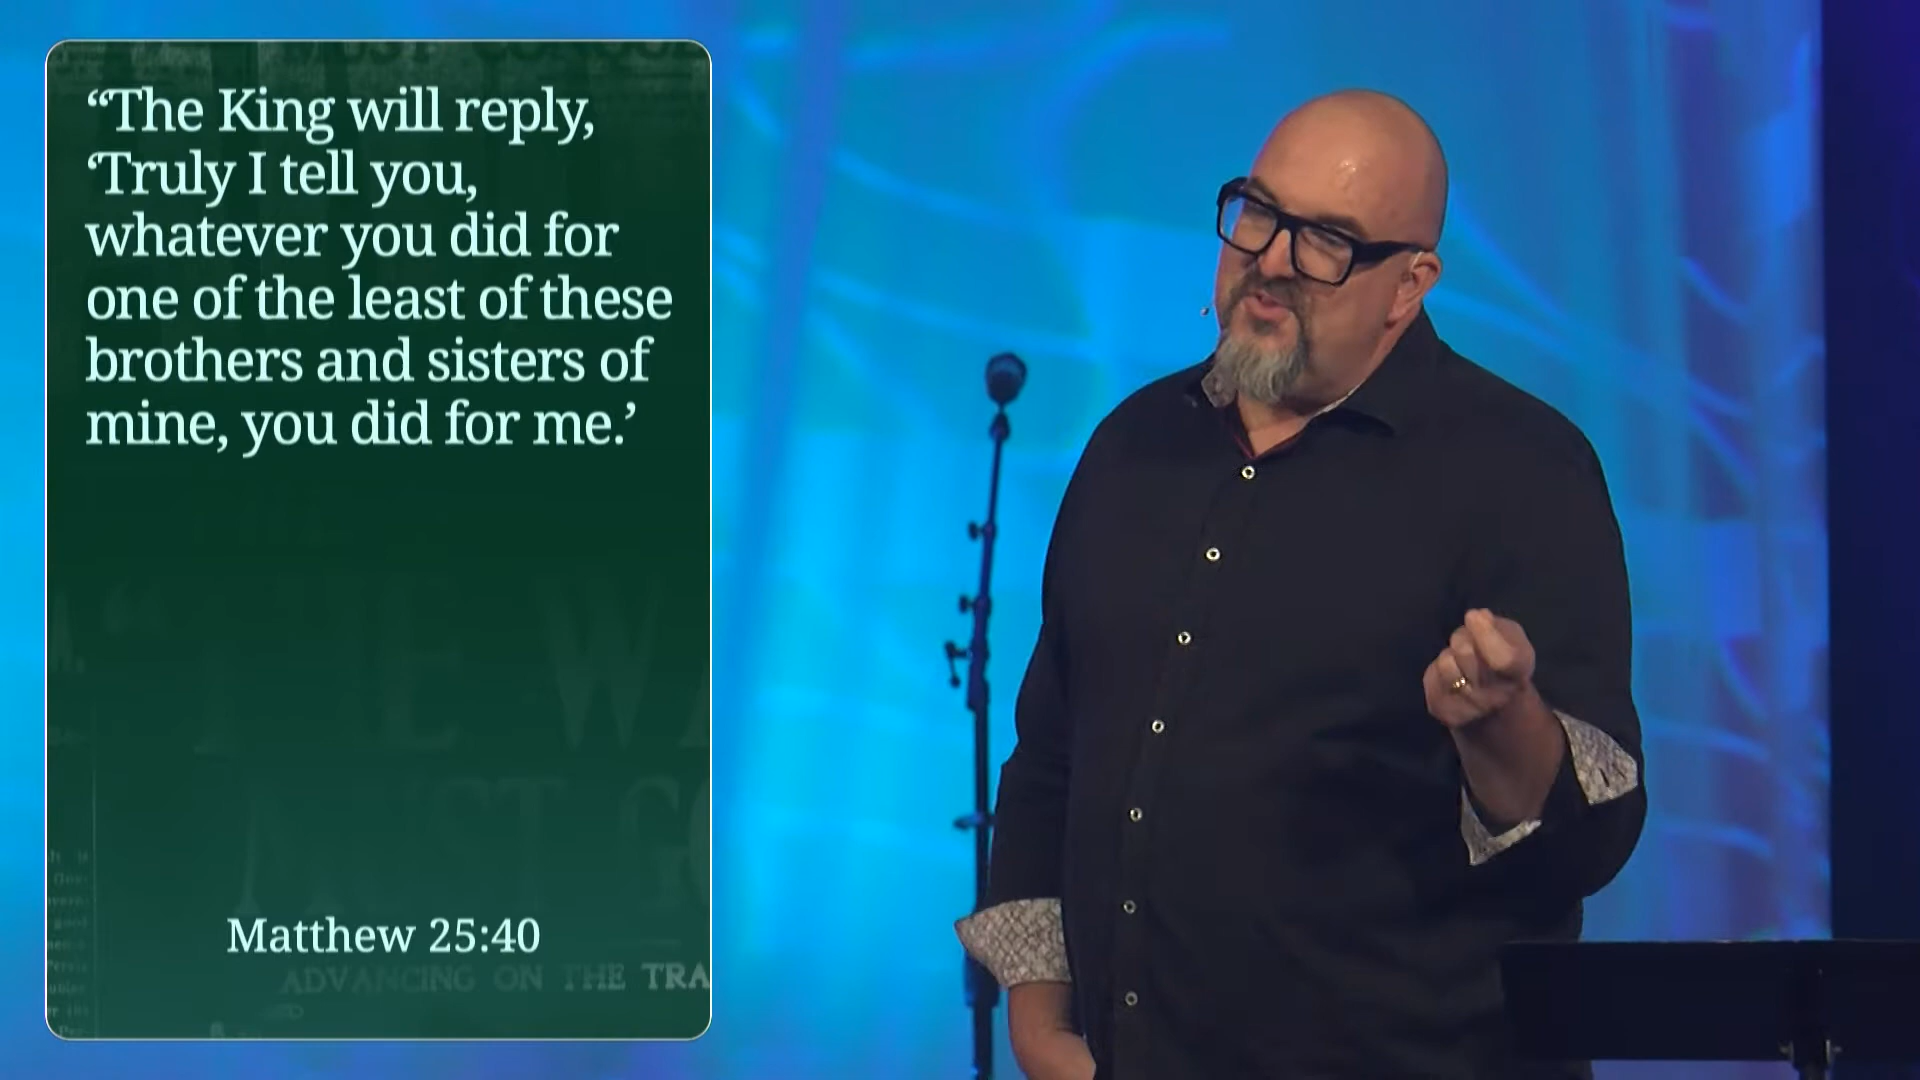 “The King will reply,
‘Truly I tell you,
whatever you did for
one of the least of these
brothers and sisters of
mine, you did for me.’
Matthew 25:40
ADVANCING ON THE TRA